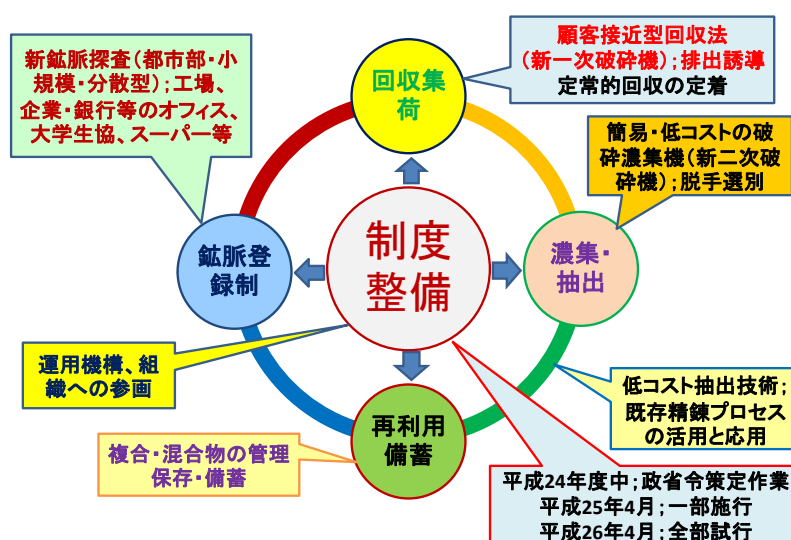 新鉱脈探査(都市部・小
規模・分散型);工場、
企業・銀行等のオフィス、
大学生協、スーパー等
回収集
荷
顧客接近型回収法
(新一次破砕機);排出誘導
定常的回収の定着
簡易・低コストの破
砕濃集機(新二次破
砕機);脱手選別
鉱脈登
録制
制度
整備
濃集・
抽出
運用機構、組
織への参画
再利用
備蓄
低コスト抽出技術;
既存精錬プロセス
の活用と応用
複合・混合物の管理
保存・備蓄
平成24年度中;政省令策定作業
平成25年4月;一部施行
平成26年4月;全部試行